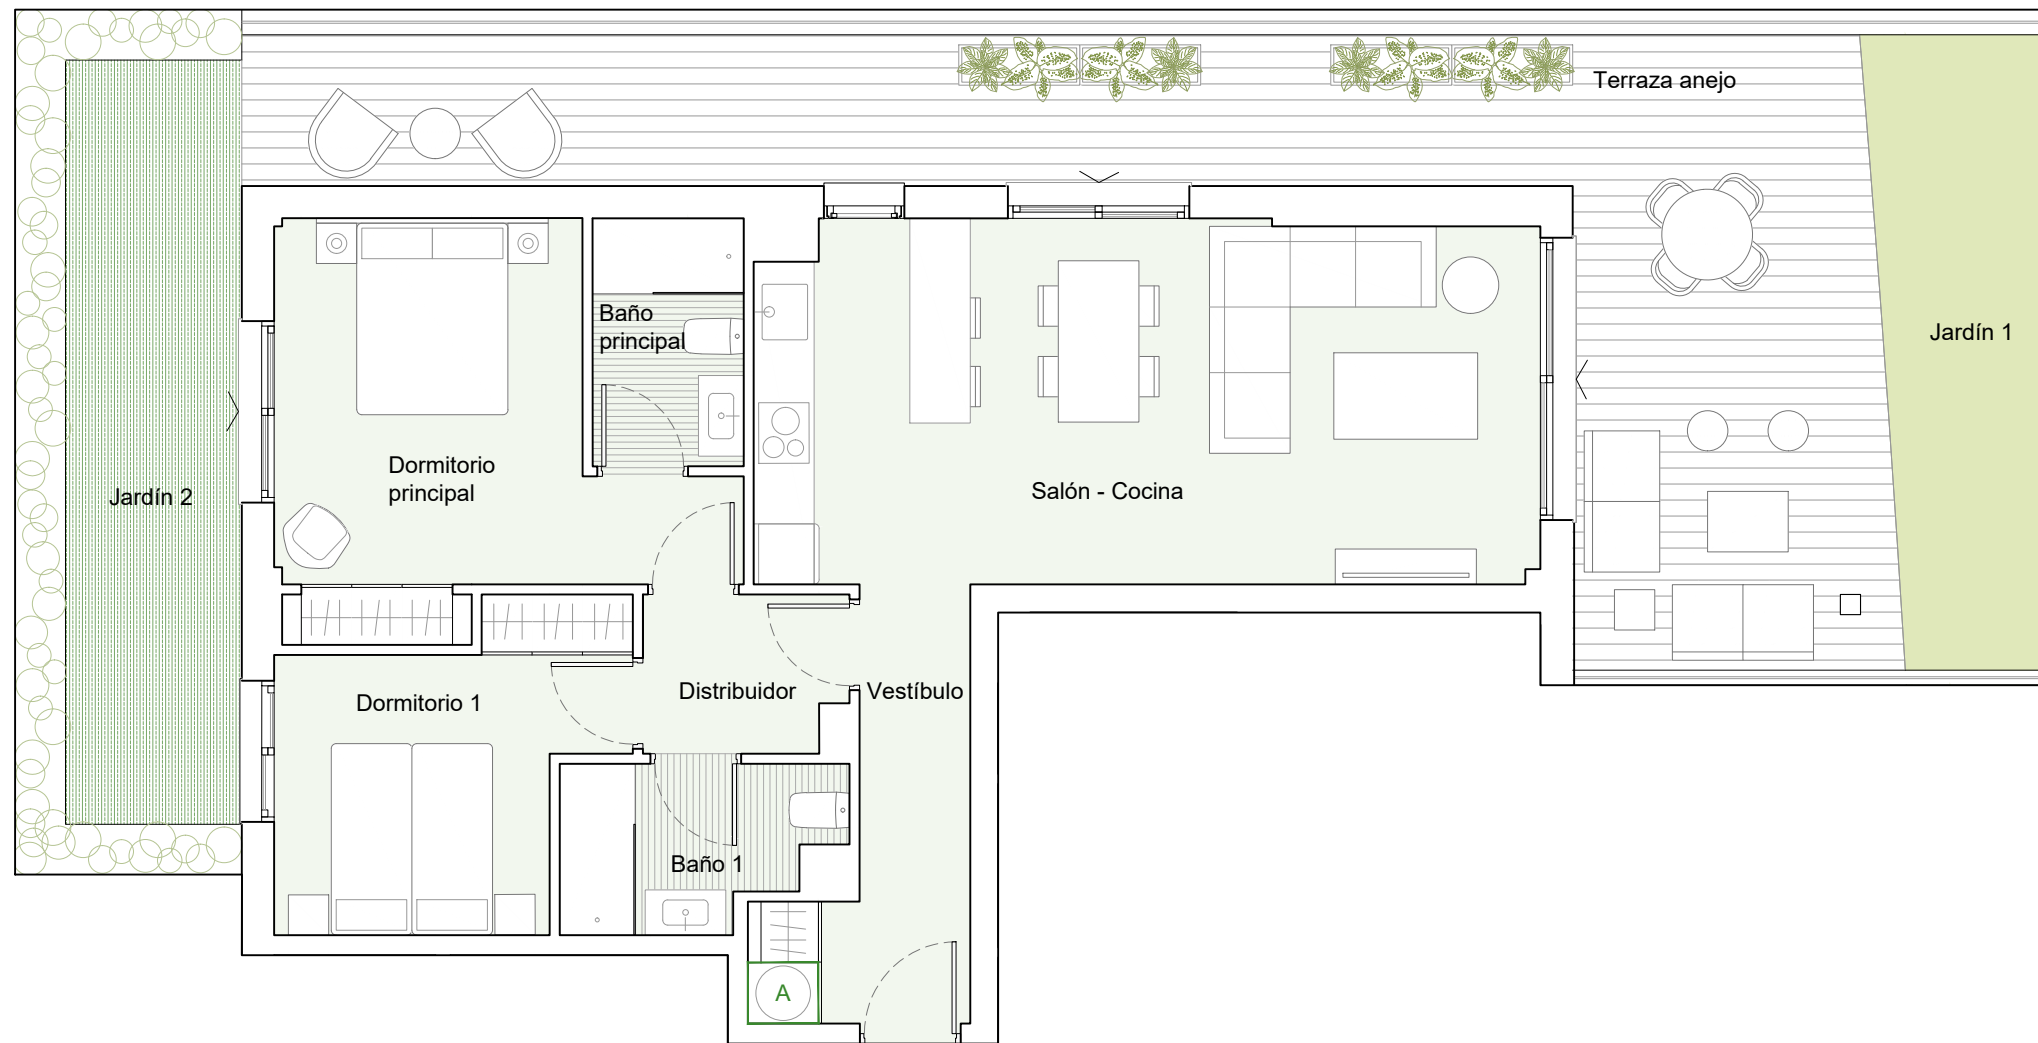 Terraza anejo
Baño
principal
Jardín 1
Dormitorio
principal
Jardín 2
Salón - Cocina
Dormitorio 1
Distribuidor
Vestíbulo
Baño 1
A